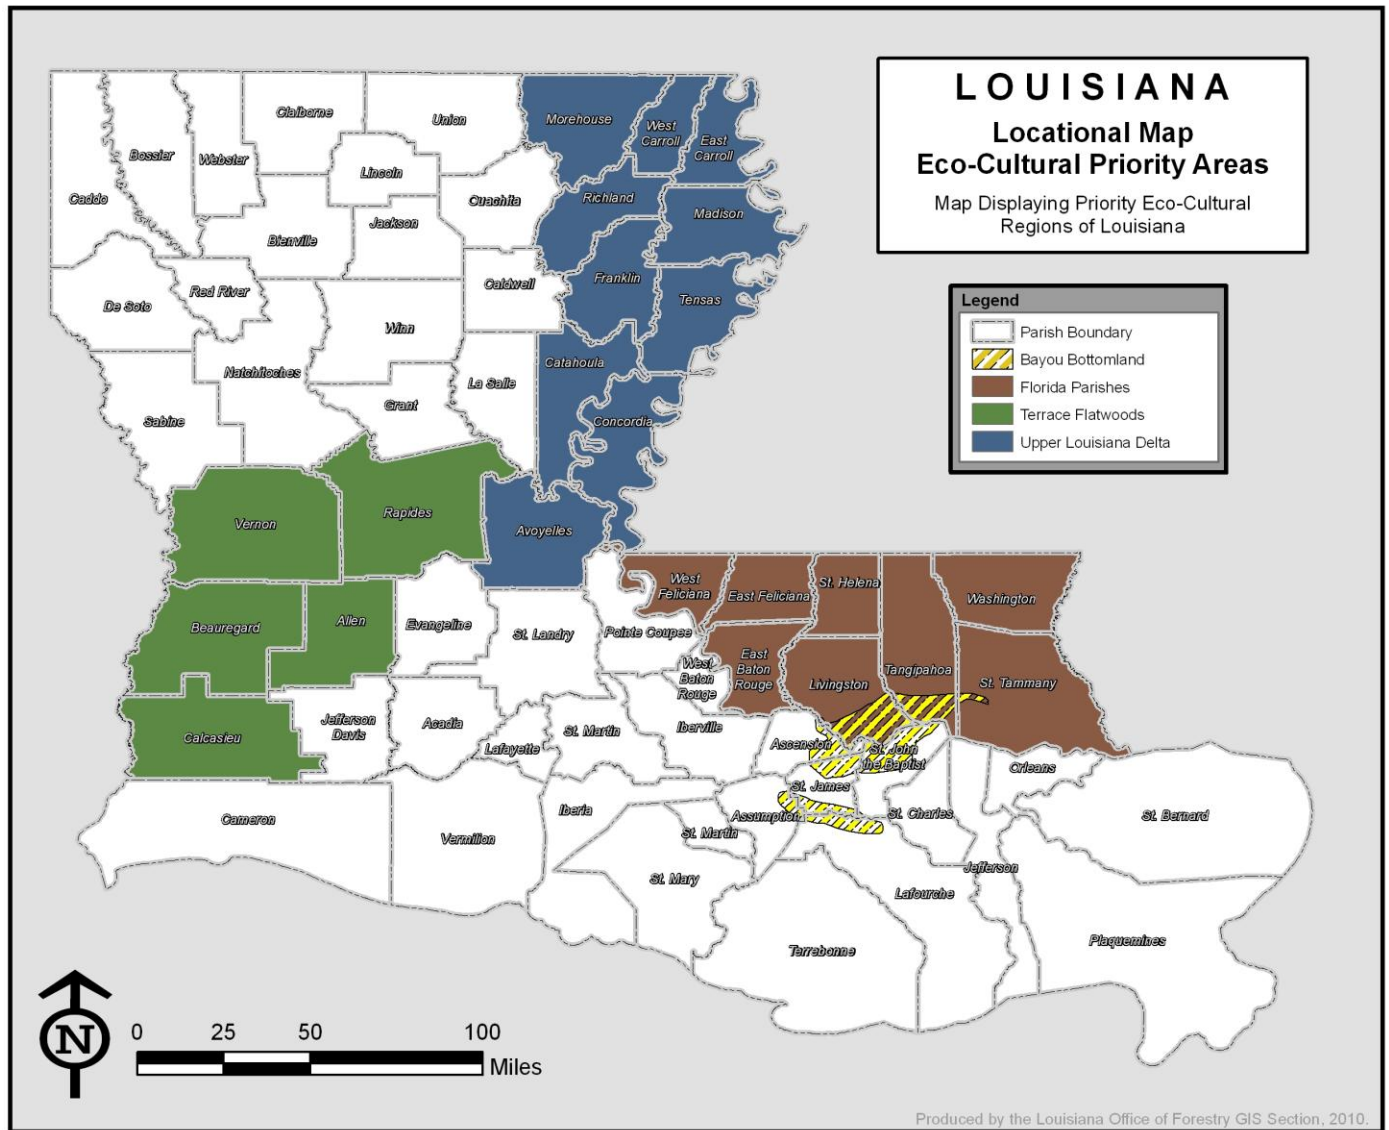 LOUISIANA
Locational Map
Eco-Cultural Priority Areas
Map Displaying Priority Eco-Cultural
Regions of Louisiana
Legend
Parish Boundary
Bayou Bottomland
Florida Parishes
Terrace Flatwoods
Upper Louisiana Delta
Caddo
Bossier
Webster
Claiborne
Union
Lincoln
Morehouse
West
Carroll
East
Carroll
Richland
Madison
Ouachita
Jackson
Bienville
De Soto
Red River
Winn
Caldwell
Franklin
Tensas
Natchitoches
Sabine
Grant
La Salle
Catahoula
Concordia
Vernon
Rapides
Avoyelles
Beauregard
Allen
Evangeline
St. Landry
Pointe Coupee
West
Feliciana
East Feliciana
St. Helena
Washington
West
Baton
Rouge
East
Baton
Rouge
Livingston
Tangipahoa
St. Tammany
Calcasieu
Jefferson
Davis
Acadia
Lafayette
St. Martin
Iberville
Ascension
St. John
the Baptist
St. James
Orleans
St. Bernard
Cameron
Vermilion
Iberia
St. Martin
Assumption
St. Charles
St. Mary
Jefferson
Lafourche
Terrebonne
Plaquemines
N
0 25 50 100
Miles
Produced by the Louisiana Office of Forestry GIS Section, 2010.